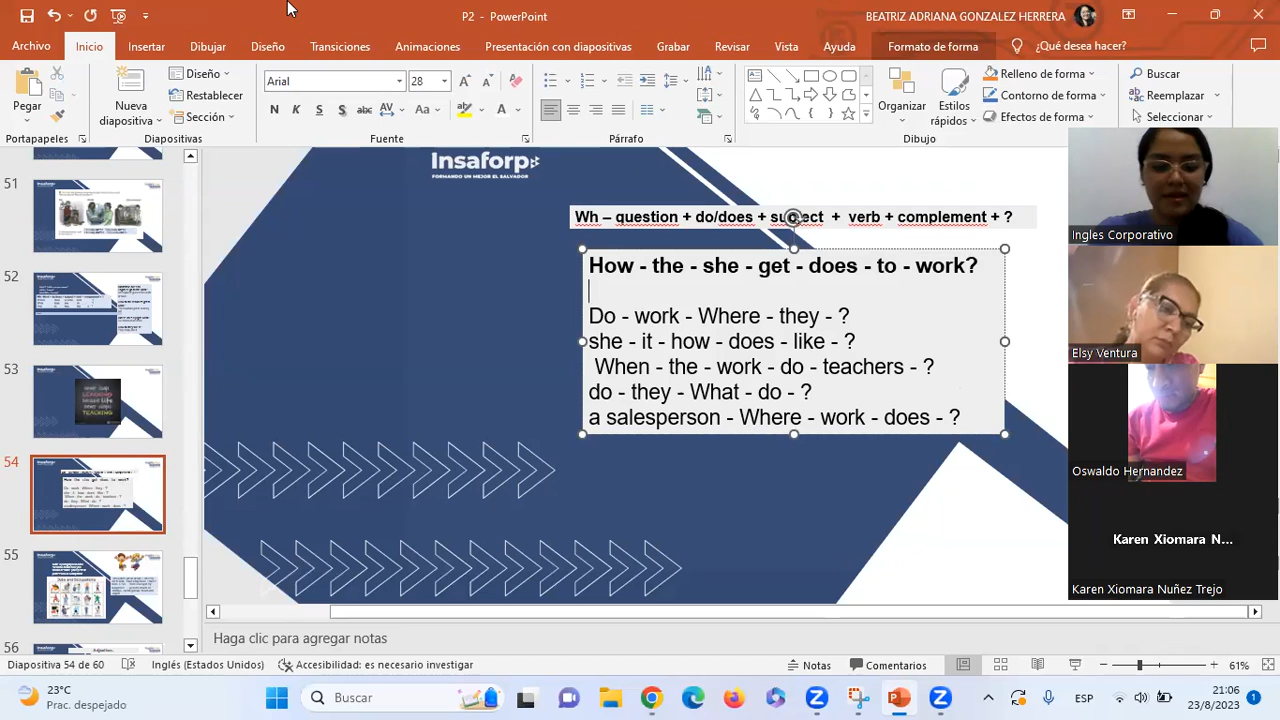 P2 - PowerPoint
BEATRIZ ADRIANA GONZALEZ HERRERA
Archivo Inicio Insertar Dibujar Diseño Transiciones Animaciones Presentación con diapositivas Grabar Revisar Vista Ayuda Formato de forma ¿Qué desea hacer?
Pegar
Nueva diapositiva
Diseño
Restablecer
Sección
Arial 28
Organizar
Estilos rápidos
Relleno de forma
Contorno de forma
Efectos de forma
Buscar
Reemplazar
Seleccionar
Portapapeles Diapositivas Fuente Párrafo Dibujo
51
52
53
54
55
56
Insaforp
FORMANDO UN MEJOR EL SALVADOR
Wh – question + do/does + subject + verb + complement + ?
How - the - she - get - does - to - work?
Do - work - Where - they - ?
she - it - how - does - like - ?
When - the - work - do - teachers - ?
do - they - What - do - ?
a salesperson - Where - work - does - ?
Ingles Corporativo
Elsy Ventura
Oswaldo Hernandez
Karen Xiomara N...
Karen Xiomara Nuñez Trejo
Haga clic para agregar notas
Diapositiva 54 de 60 Inglés (Estados Unidos) Accesibilidad: es necesario investigar Notas Comentarios 61%
23°C
Prac. despejado
Buscar
ESP
21:06
23/8/2023